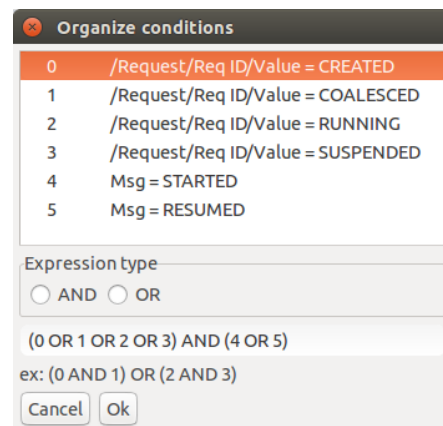 Organize conditions
0 /Request/Req ID/Value = CREATED
1 /Request/Req ID/Value = COALESCED
2 /Request/Req ID/Value = RUNNING
3 /Request/Req ID/Value = SUSPENDED
4 Msg = STARTED
5 Msg = RESUMED
Expression type
AND OR
(0 OR 1 OR 2 OR 3) AND (4 OR 5)
ex: (0 AND 1) OR (2 AND 3)
Cancel Ok